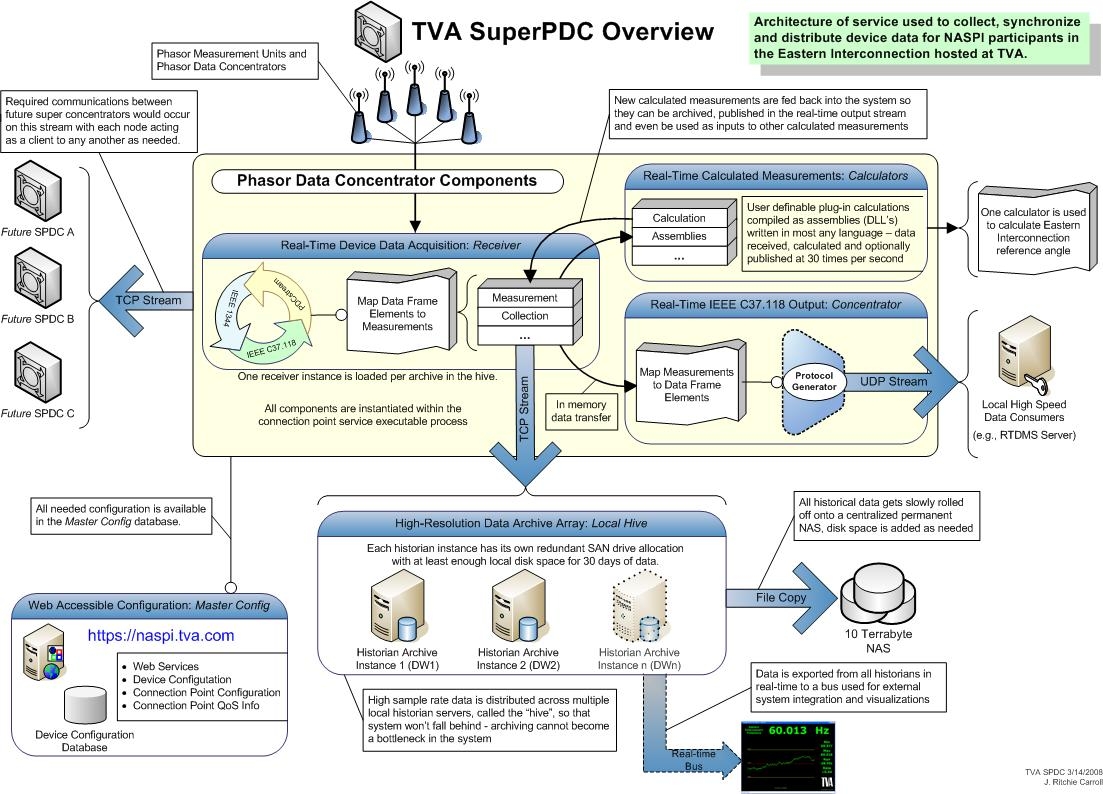 TVA SuperPDC Overview
Architecture of service used to collect, synchronize
and distribute device data for NASPI participants in
the Eastern Interconnection hosted at TVA.
Phasor Measurement Units and
Phasor Data Concentrators
Required communications between
future super concentrators would occur
on this stream with each node acting
as a client to any another as needed.
New calculated measurements are fed back into the system so
they can be archived, published in the real-time output stream
and even be used as inputs to other calculated measurements
Phasor Data Concentrator Components
Real-Time Calculated Measurements: Calculators
Calculation
Assemblies
...
User definable plug-in calculations
compiled as assemblies (DLL's)
written in most any language – data
received, calculated and optionally
published at 30 times per second
One calculator is used
to calculate Eastern
Interconnection
reference angle
Future SPDC A
Future SPDC B
Future SPDC C
TCP Stream
Real-Time Device Data Acquisition: Receiver
IEEE 1344
PDCstream
IEEE C37.118
Map Data Frame
Elements to
Measurements
Measurement
Collection
...
One receiver instance is loaded per archive in the hive.
All components are instantiated within the
connection point service executable process
TCP Stream
In memory
data transfer
Real-Time IEEE C37.118 Output: Concentrator
Map Measurements
to Data Frame
Elements
Protocol
Generator
UDP Stream
Local High Speed
Data Consumers
(e.g., RTDMS Server)
All needed configuration is available
in the Master Config database.
High-Resolution Data Archive Array: Local Hive
Each historian instance has its own redundant SAN drive allocation
with at least enough local disk space for 30 days of data.
Historian Archive
Instance 1 (DW1)
Historian Archive
Instance 2 (DW2)
Historian Archive
Instance n (DWn)
All historical data gets slowly rolled
off onto a centralized permanent
NAS, disk space is added as needed
File Copy
10 Terrabyte
NAS
Web Accessible Configuration: Master Config
https://naspi.tva.com
• Web Services
• Device Configutation
• Connection Point Configuration
• Connection Point QoS Info
Device Configuration
Database
High sample rate data is distributed across multiple
local historian servers, called the "hive", so that
system won't fall behind - archiving cannot become
a bottleneck in the system
Data is exported from all historians in
real-time to a bus used for external
system integration and visualizations
Real-time
Bus
60.013 Hz
TVA
TVA SPDC 3/14/2008
J. Ritchie Carroll